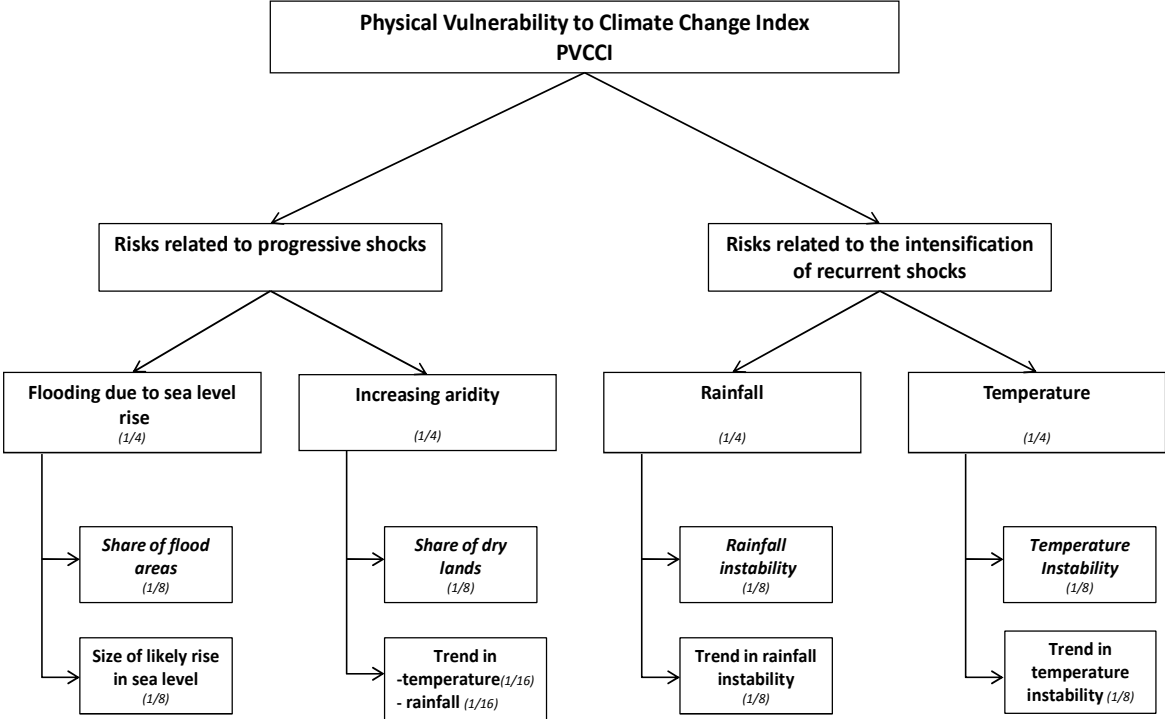 Physical Vulnerability to Climate Change Index
PVCCI
Risks related to progressive shocks
Risks related to the intensification
of recurrent shocks
Flooding due to sea level
rise
(1/4)
Increasing aridity
(1/4)
Rainfall
(1/4)
Temperature
(1/4)
Share of flood
areas
(1/8)
Share of dry
lands
(1/8)
Rainfall
instability
(1/8)
Temperature
Instability
(1/8)
Size of likely rise
in sea level
(1/8)
Trend in
-temperature(1/16)
- rainfall (1/16)
Trend in rainfall
instability
(1/8)
Trend in
temperature
instability (1/8)